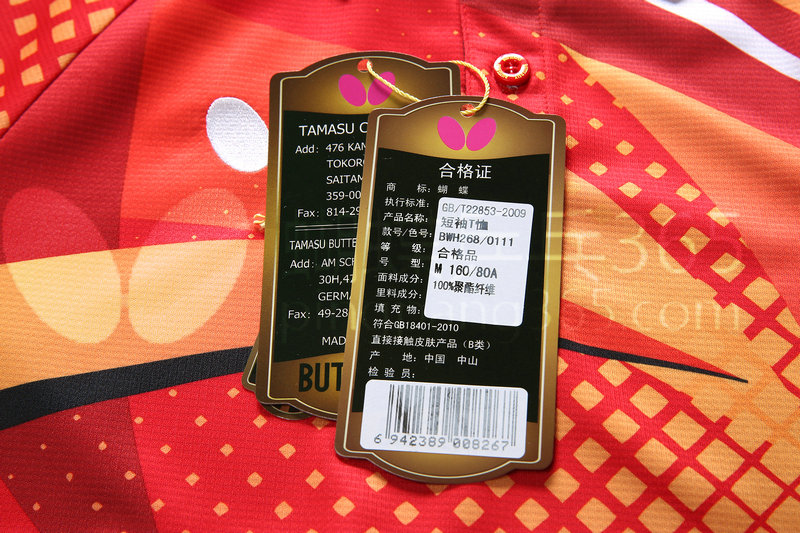 TAMASU C
Add: 476 KAM
TOKORO
SAITAM
359-00
Fax: 814-29
TAMASU BUTTE
Add: AM SCH
30H,47
GERMA
Fax: 49-28
MADE
BUT
合格证
商 标: 蝴 蝶
执行标准: GB/T22853-2009
产品名称: 短袖T恤
款号/色号: BWH268/0111
等 级: 合格品
号 型: M 160/80A
面料成分: 100%聚酯纤维
里料成分:
填 充 物:
符合GB18401-2010
直接接触皮肤产品(B类)
产 地: 中国 中山
检 验 员:
6 942389 008267